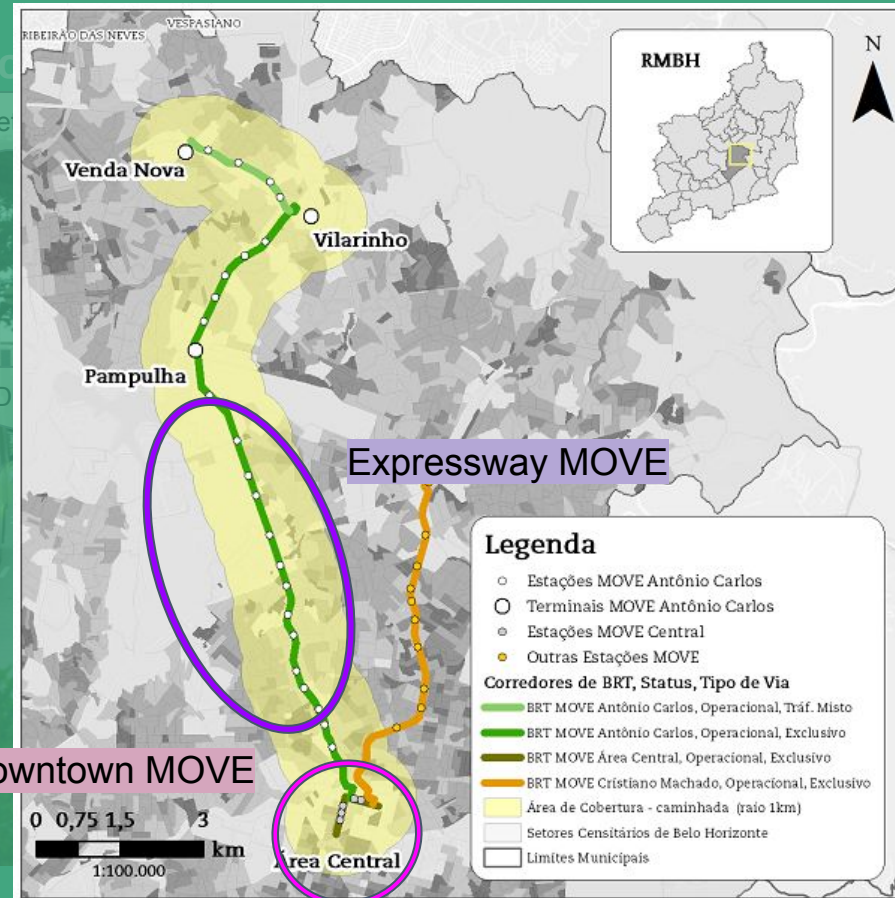 VESPASIANO
RIBEIRÃO DAS NEVES
RMBH
N
Venda Nova
Vilarinho
Pampulha
Expressway MOVE
owntown MOVE
Área Central
0 0,75 1,5 3
km
1:100.000
Legenda
Estações MOVE Antônio Carlos
Terminais MOVE Antônio Carlos
Estações MOVE Central
Outras Estações MOVE
Corredores de BRT, Status, Tipo de Via
BRT MOVE Antônio Carlos, Operacional, Tráf. Misto
BRT MOVE Antônio Carlos, Operacional, Exclusivo
BRT MOVE Área Central, Operacional, Exclusivo
BRT MOVE Cristiano Machado, Operacional, Exclusivo
Área de Cobertura - caminhada (raio 1km)
Setores Censitários de Belo Horizonte
Limites Municipais